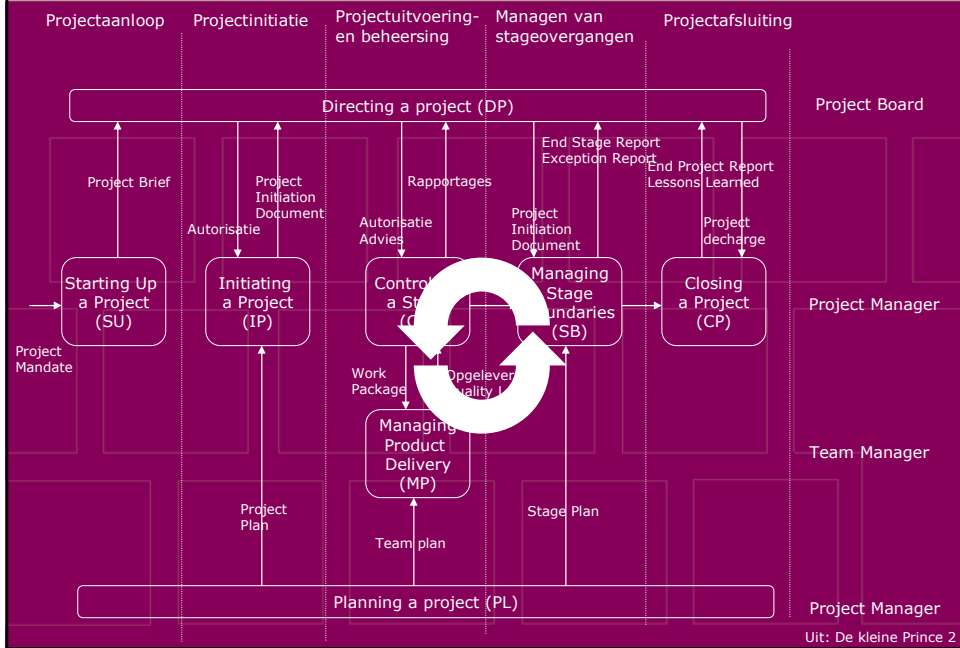 Projectaanloop
Projectinitiatie
Projectuitvoering-
en beheersing
Managen van
stageovergangen
Projectafsluiting
Directing a project (DP)
Project Board
Project Brief
Project
Initiation
Document
Autorisatie
Rapportages
Autorisatie
Advies
End Stage Report
Exception Report
Project
Initiation
Document
End Project Report
Lessons Learned
Project
decharge
Starting Up
a Project
(SU)
Initiating
a Project
(IP)
a
Managing
Stage
(SB)
Closing
a Project
(CP)
Project Manager
Project
Mandate
Work
Package
Managing
Product
Delivery
(MP)
Team Manager
Project
Plan
Team plan
Stage Plan
Planning a project (PL)
Project Manager
Uit: De kleine Prince 2